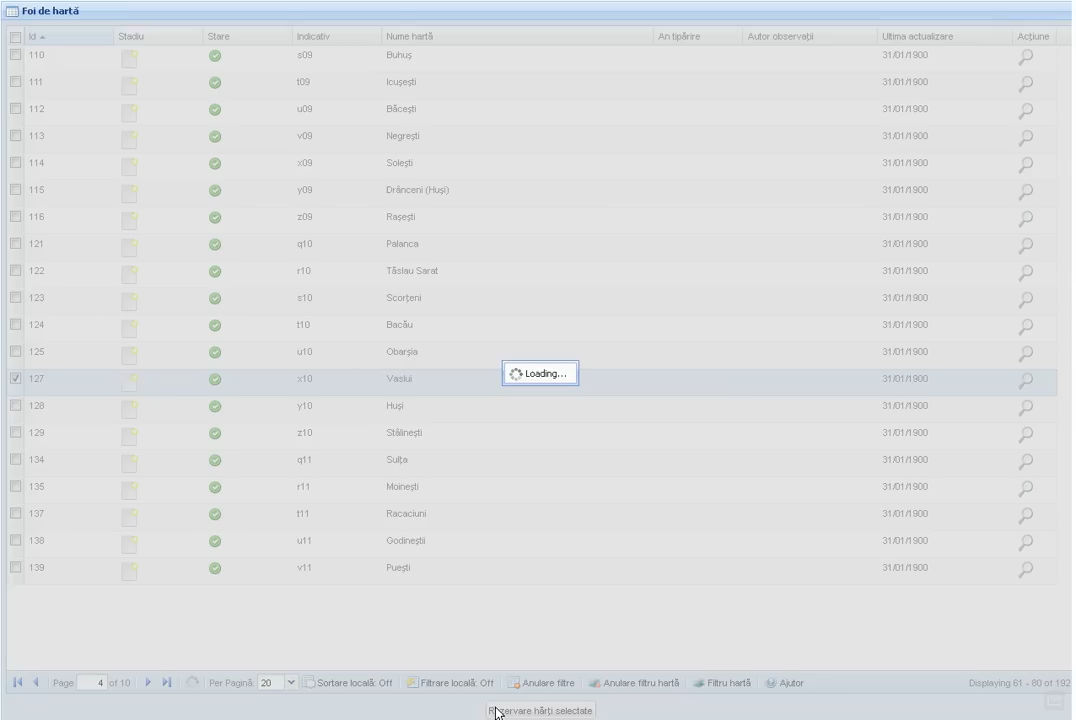 Foi de hartă
Id Stadiu Stare Indicativ Nume hartă An tipărire Autor observații Ultima actualizare Acțiune
110 s09 Buhuș 31/01/1900
111 t09 Icușești 31/01/1900
112 u09 Băcești 31/01/1900
113 v09 Negrești 31/01/1900
114 x09 Solești 31/01/1900
115 y09 Drânceni (Huși) 31/01/1900
116 z09 Rașești 31/01/1900
121 q10 Palanca 31/01/1900
122 r10 Tâslau Sarat 31/01/1900
123 s10 Scorțeni 31/01/1900
124 t10 Bacău 31/01/1900
125 u10 Obarșia 31/01/1900
127 x10 Vaslui 31/01/1900
Loading...
128 y10 Huși 31/01/1900
129 z10 Stălinești 31/01/1900
134 q11 Sulța 31/01/1900
135 r11 Moinești 31/01/1900
137 t11 Racaciuni 31/01/1900
138 u11 Godineștii 31/01/1900
139 v11 Puești 31/01/1900
Page 4 of 10 Per Pagină: 20 Sortare locală: Off Filtrare locală: Off Anulare filtre Anulare filtru hartă Filtru hartă Ajutor Displaying 61 - 80 of 192
Rezervare hărți selectate